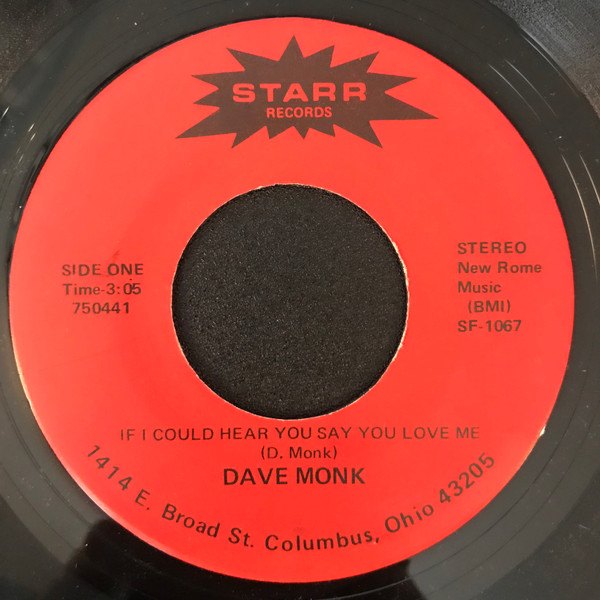 STARR
RECORDS
SIDE ONE
Time-3:05
750441
STEREO
New Rome
Music
(BMI)
SF-1067
IF I COULD HEAR YOU SAY YOU LOVE ME
(D. Monk)
DAVE MONK
1414 E. Broad St. Columbus, Ohio 43205